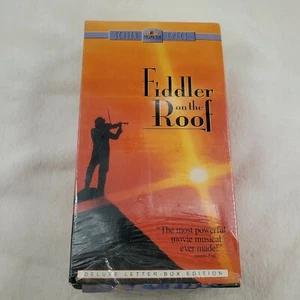 Fiddler
on the
Roof
"The most powerful
movie musical
ever made!"
DELUXE LETTER-BOX EDITION